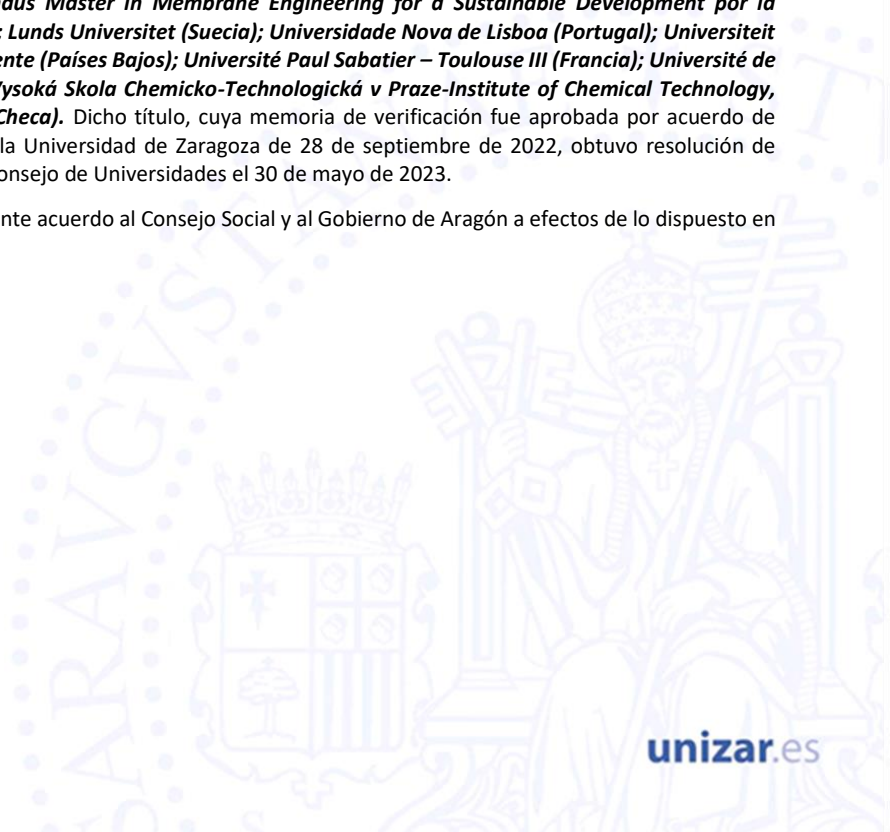 dus Master in Membrane Engineering for a Sustainable Development por la
: Lunds Universitet (Suecia); Universidade Nova de Lisboa (Portugal); Universiteit
ente (Países Bajos); Université Paul Sabatier – Toulouse III (Francia); Université de
Vysoká Skola Chemicko-Technologická v Praze-Institute of Chemical Technology,
Checa). Dicho título, cuya memoria de verificación fue aprobada por acuerdo de
la Universidad de Zaragoza de 28 de septiembre de 2022, obtuvo resolución de
onsejo de Universidades el 30 de mayo de 2023.
nte acuerdo al Consejo Social y al Gobierno de Aragón a efectos de lo dispuesto en
unizar.es